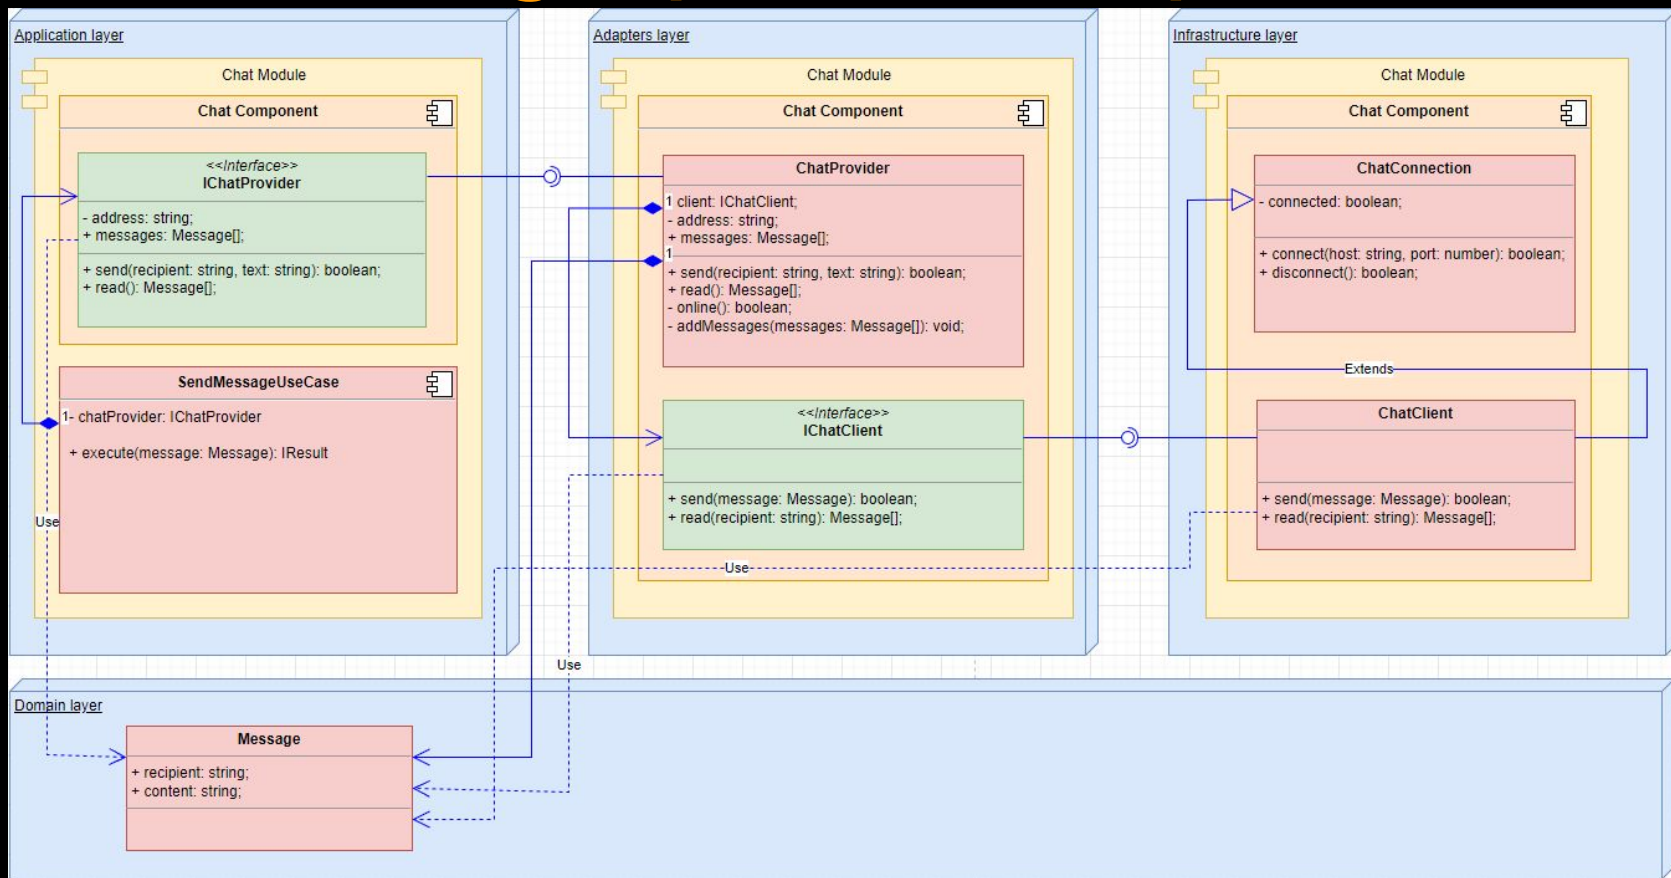 Application layer
Chat Module
Chat Component
<<Interface>>
IChatProvider
- address: string;
+ messages: Message[];
+ send(recipient: string, text: string): boolean;
+ read(): Message[];
SendMessageUseCase
1- chatProvider: IChatProvider
+ execute(message: Message): IResult
Use
Adapters layer
Chat Module
Chat Component
ChatProvider
1 client: IChatClient;
- address: string;
+ messages: Message[];
1
+ send(recipient: string, text: string): boolean;
+ read(): Message[];
- online(): boolean;
- addMessages(messages: Message[]): void;
<<Interface>>
IChatClient
+ send(message: Message): boolean;
+ read(recipient: string): Message[];
Use
Use
Infrastructure layer
Chat Module
Chat Component
ChatConnection
- connected: boolean;
+ connect(host: string, port: number): boolean;
+ disconnect(): boolean;
Extends
ChatClient
+ send(message: Message): boolean;
+ read(recipient: string): Message[];
Domain layer
Message
+ recipient: string;
+ content: string;